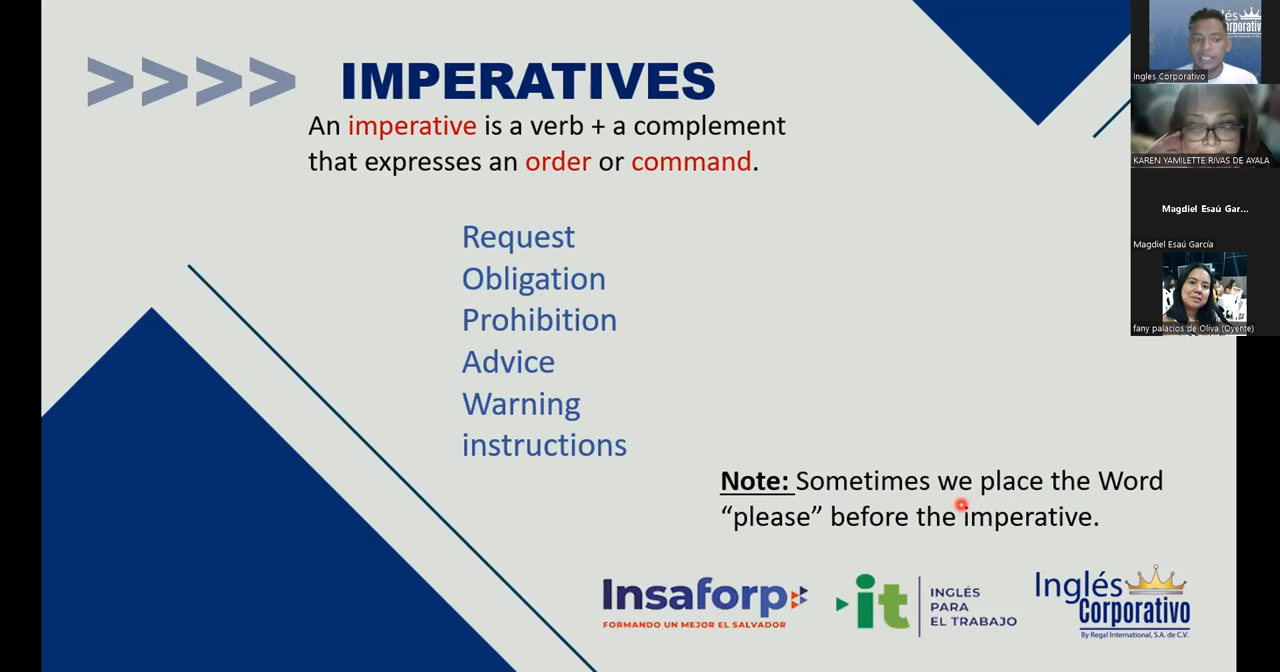 >>>> IMPERATIVES
An imperative is a verb + a complement
that expresses an order or command.
Request
Obligation
Prohibition
Advice
Warning
instructions
Note: Sometimes we place the Word
“please” before the imperative.
Insaforp
FORMANDO UN MEJOR EL SALVADOR
it
INGLÉS
PARA
EL TRABAJO
Inglés
Corporativo
By Regal International, S.A. de C.V.
Ingles Corporativo
KAREN YAMILETTE RIVAS DE AYALA
Magdiel Esaú Gar...
Magdiel Esaú García
fany palacios de Oliva (Oyente)